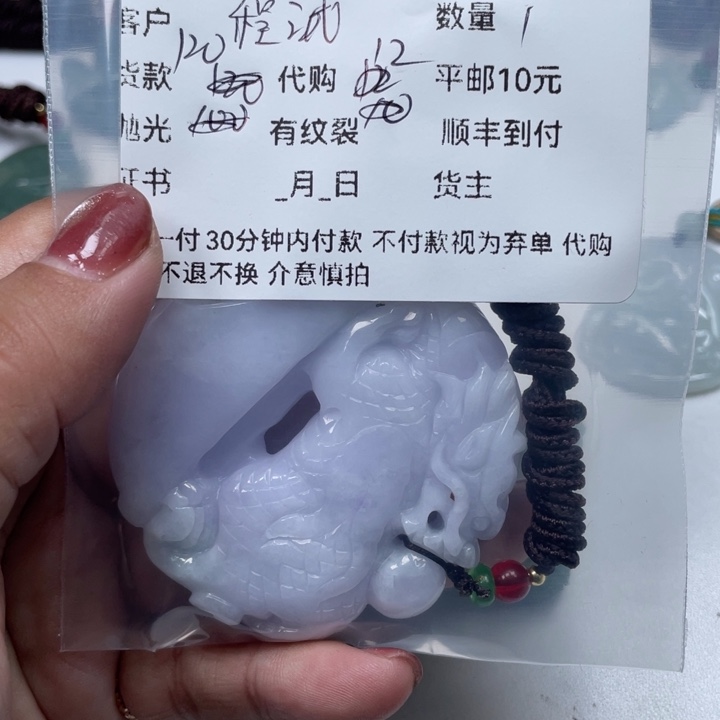 客户 程诚 数量 1
货款 120 代购 12 平邮10元
抛光 有纹裂 顺丰到付
证书 _月_日 货主
一付 30分钟内付款 不付款视为弃单 代购
不退不换 介意慎拍